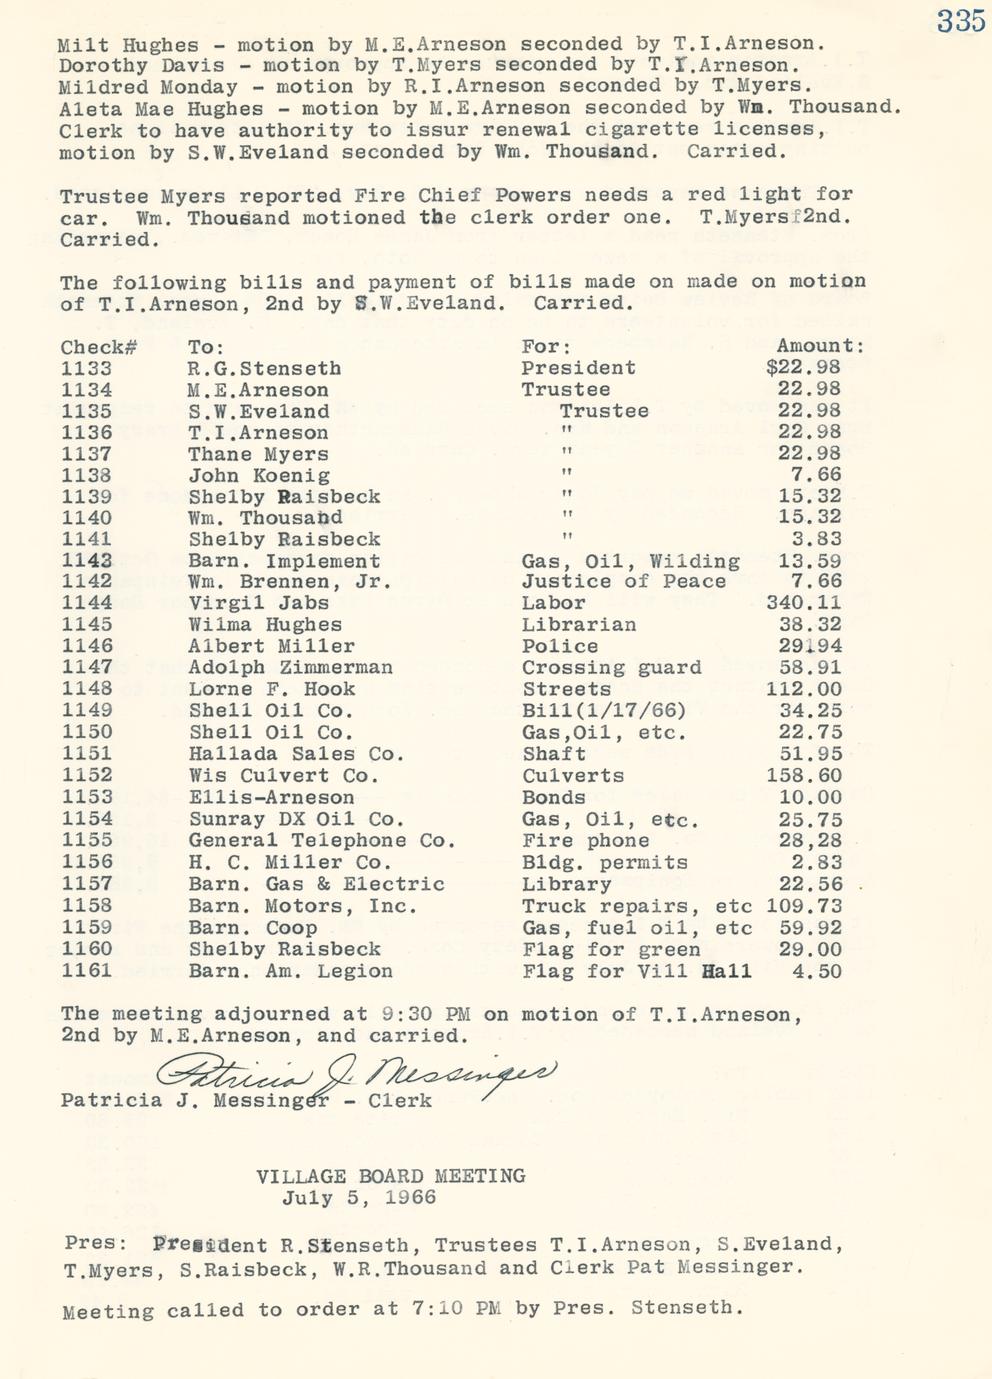 335
Milt Hughes - motion by M.E.Arneson seconded by T.I.Arneson.
Dorothy Davis - motion by T.Myers seconded by T.I.Arneson.
Mildred Monday - motion by R.I.Arneson seconded by T.Myers.
Aleta Mae Hughes - motion by M.E.Arneson seconded by Wm. Thousand.
Clerk to have authority to issur renewal cigarette licenses,
motion by S.W.Eveland seconded by Wm. Thousand. Carried.
Trustee Myers reported Fire Chief Powers needs a red light for
car. Wm. Thousand motioned the clerk order one. T.Myersf2nd.
Carried.
The following bills and payment of bills made on made on motion
of T.I.Arneson, 2nd by S.W.Eveland. Carried.
Check# To: For: Amount:
1133 R.G.Stenseth President $22.98
1134 M.E.Arneson Trustee 22.98
1135 S.W.Eveland Trustee 22.98
1136 T.I.Arneson " 22.98
1137 Thane Myers " 22.98
1138 John Koenig " 7.66
1139 Shelby Raisbeck " 15.32
1140 Wm. Thousand " 15.32
1141 Shelby Raisbeck " 3.83
1143 Barn. Implement Gas, Oil, Wilding 13.59
1142 Wm. Brennen, Jr. Justice of Peace 7.66
1144 Virgil Jabs Labor 340.11
1145 Wilma Hughes Librarian 38.32
1146 Albert Miller Police 29194
1147 Adolph Zimmerman Crossing guard 58.91
1148 Lorne F. Hook Streets 112.00
1149 Shell Oil Co. Bill(1/17/66) 34.25
1150 Shell Oil Co. Gas,Oil, etc. 22.75
1151 Hallada Sales Co. Shaft 51.95
1152 Wis Culvert Co. Culverts 158.60
1153 Ellis-Arneson Bonds 10.00
1154 Sunray DX Oil Co. Gas, Oil, etc. 25.75
1155 General Telephone Co. Fire phone 28,28
1156 H. C. Miller Co. Bldg. permits 2.83
1157 Barn. Gas & Electric Library 22.56
1158 Barn. Motors, Inc. Truck repairs, etc 109.73
1159 Barn. Coop Gas, fuel oil, etc 59.92
1160 Shelby Raisbeck Flag for green 29.00
1161 Barn. Am. Legion Flag for Vill Hall 4.50
The meeting adjourned at 9:30 PM on motion of T.I.Arneson,
2nd by M.E.Arneson, and carried.
Patricia J. Messinger
Patricia J. Messinger - Clerk
VILLAGE BOARD MEETING
July 5, 1966
Pres: President R.Stenseth, Trustees T.I.Arneson, S.Eveland,
T.Myers, S.Raisbeck, W.R.Thousand and Clerk Pat Messinger.
Meeting called to order at 7:10 PM by Pres. Stenseth.